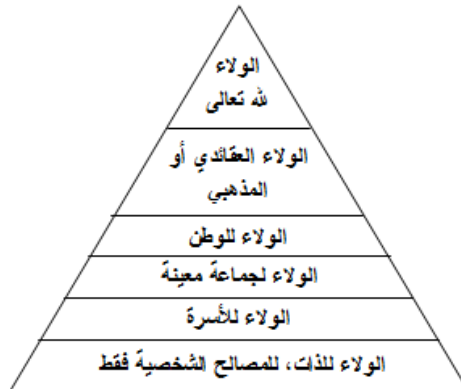 الولاء
لله تعالى
الولاء العقائدي أو
المذهبي
الولاء للوطن
الولاء لجماعة معينة
الولاء للأسرة
الولاء للذات، للمصالح الشخصية فقط